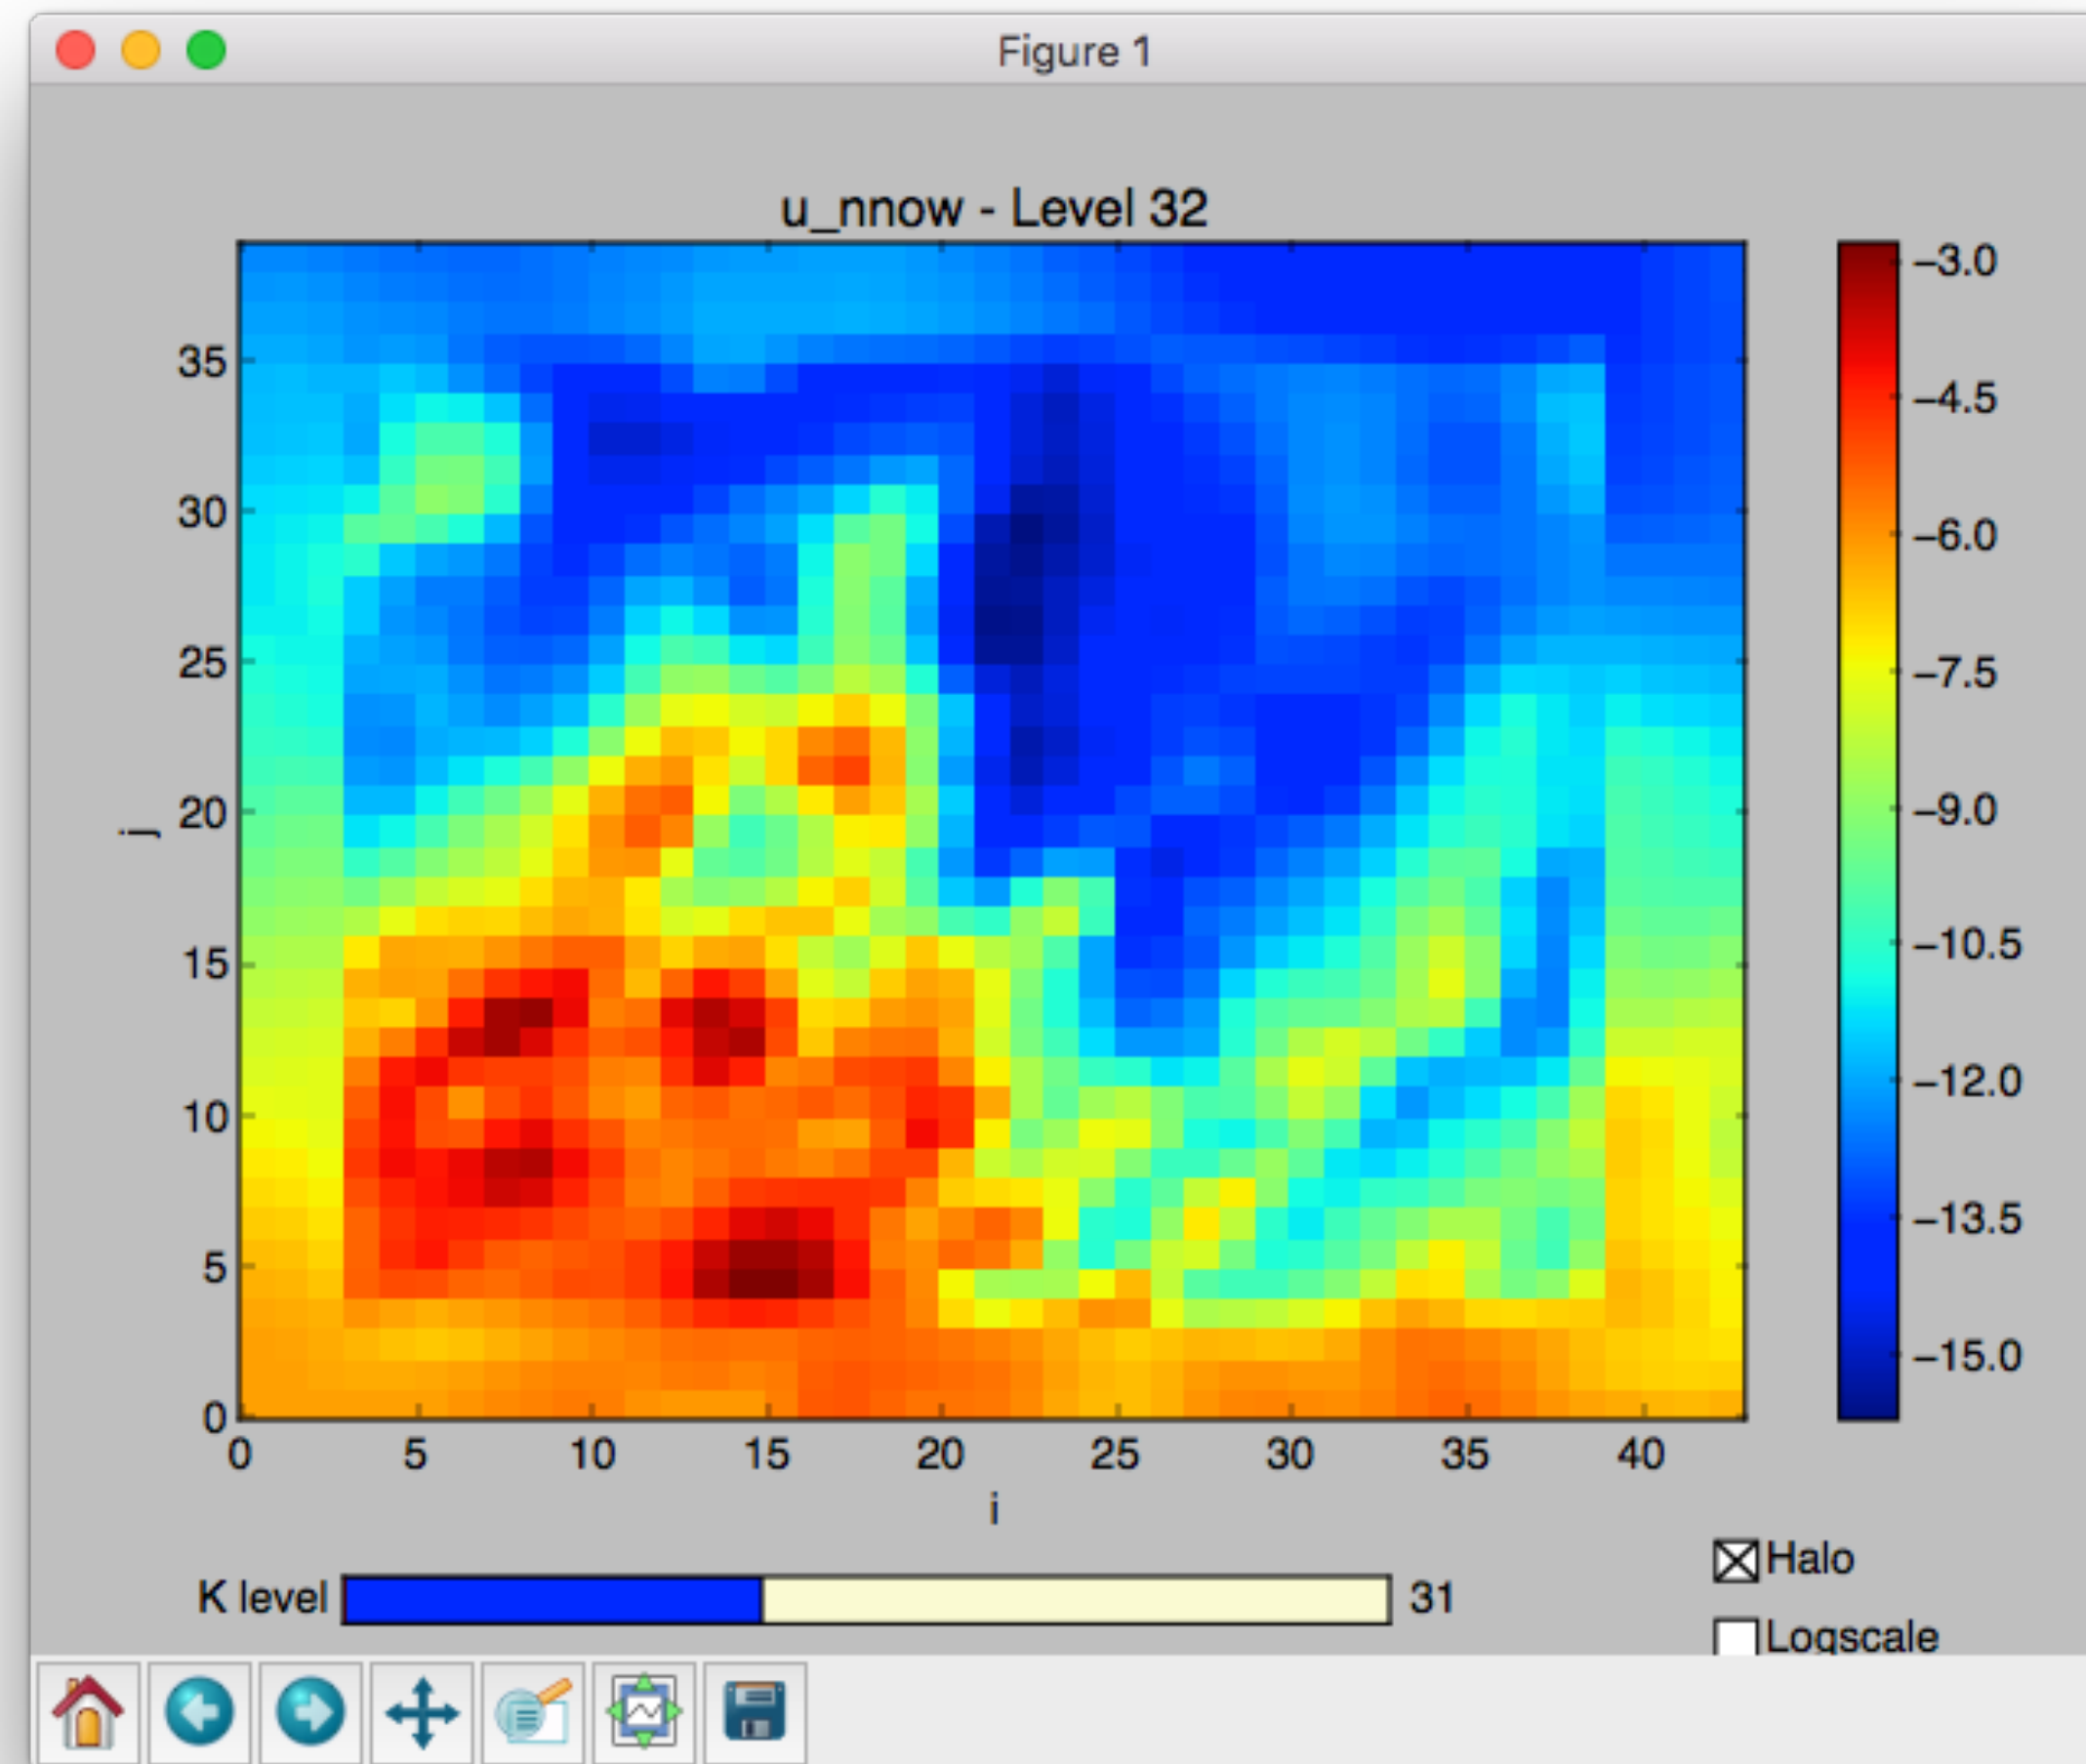 Figure 1
u_nnow - Level 32
35
30
25
20
15
10
5
0
j
0 5 10 15 20 25 30 35 40
i
−3.0
−4.5
−6.0
−7.5
−9.0
−10.5
−12.0
−13.5
−15.0
K level 31
Halo
Logscale